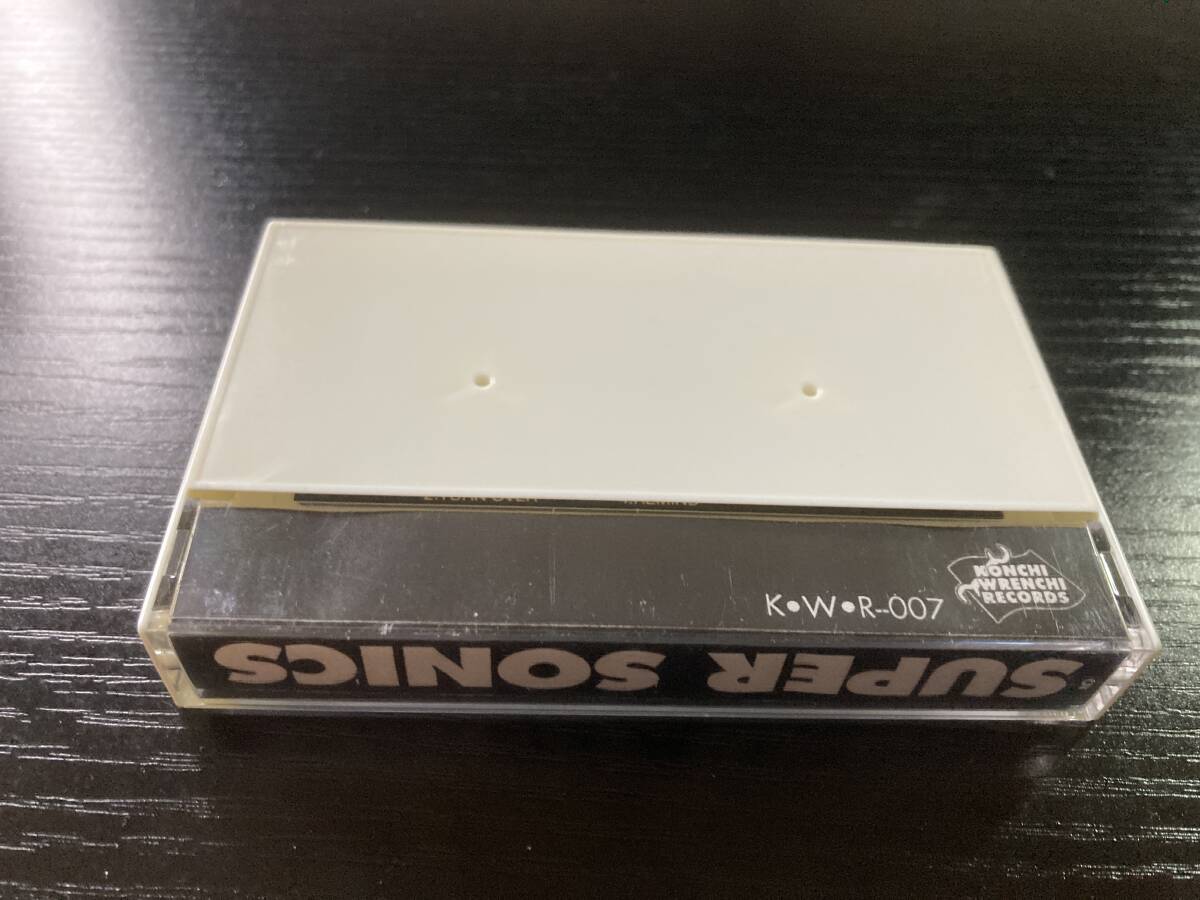 KONCHI
WRENCHI
RECORDS
K•W•R-007
SUPER SONICS